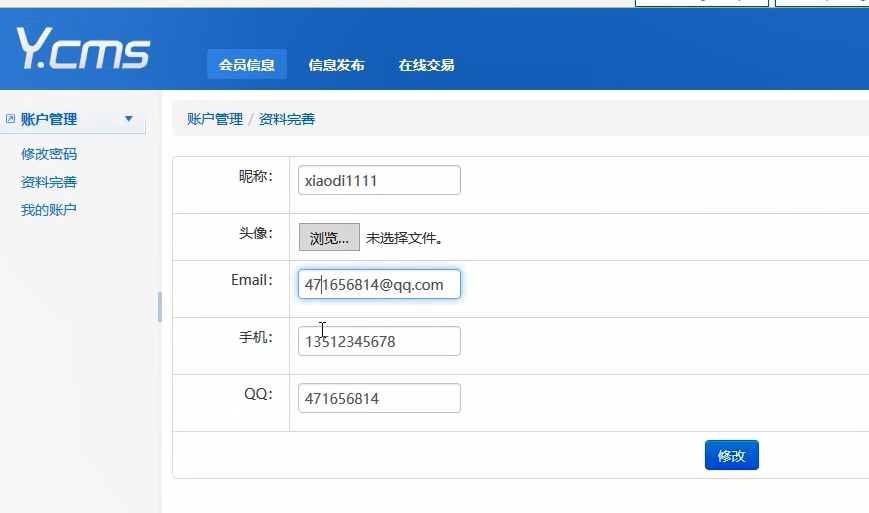 Y.cms
会员信息 信息发布 在线交易
账户管理
修改密码
资料完善
我的账户
账户管理 / 资料完善
昵称: xiaodi1111
头像: 浏览... 未选择文件。
Email: 471656814@qq.com
手机: 13512345678
QQ: 471656814
修改